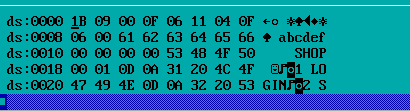 ds:0000 1B 09 00 0F 06 11 04 0F ←○ ☼♠◄♦☼
ds:0008 06 00 61 62 63 64 65 66 ♠ abcdef
ds:0010 00 00 00 00 53 48 4F 50     SHOP
ds:0018 00 01 0D 0A 31 20 4C 4F  ☺♪◙1 LO
ds:0020 47 49 4E 0D 0A 32 20 53 GIN♪◙2 S